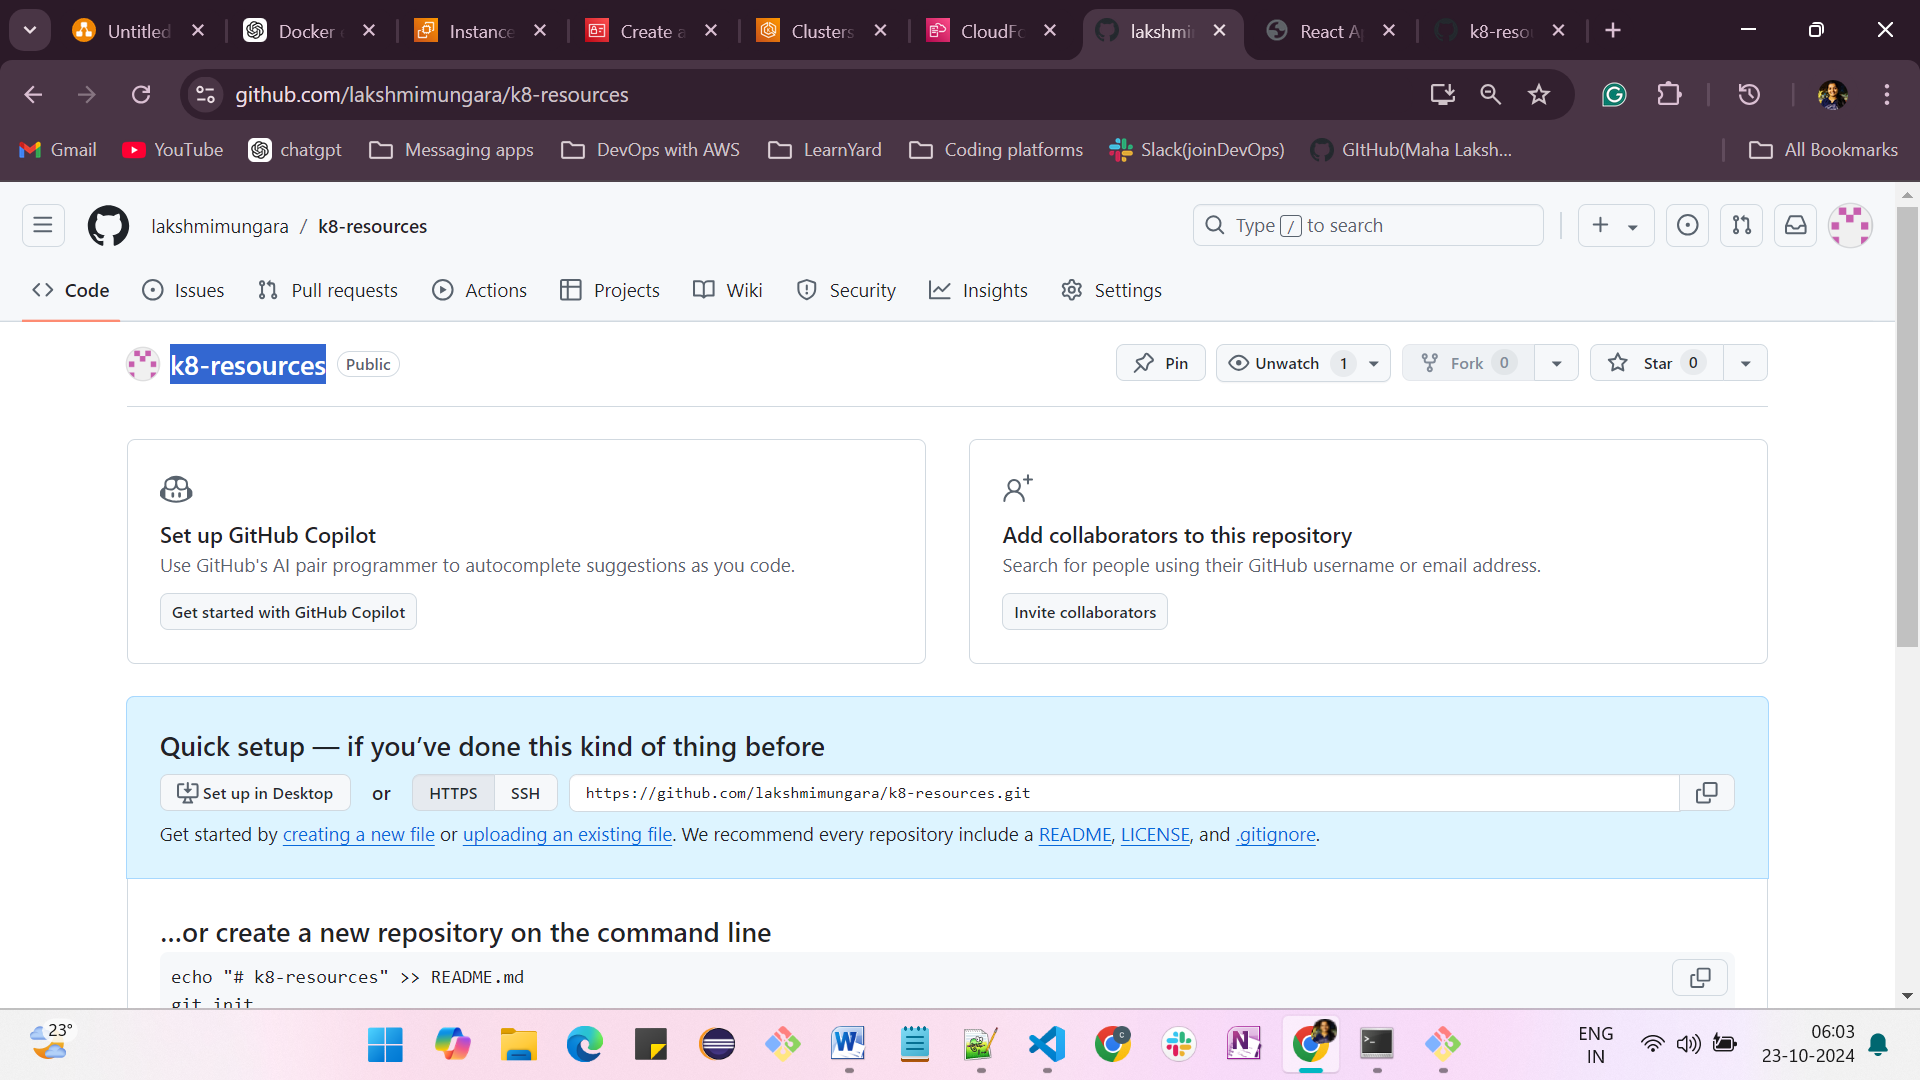 Untitled
Docker
Instance
Create a
Clusters
CloudFo
lakshmi
React A
k8-reso
github.com/lakshmimungara/k8-resources
Gmail
YouTube
chatgpt
Messaging apps
DevOps with AWS
LearnYard
Coding platforms
Slack(joinDevOps)
GItHub(Maha Laksh...
All Bookmarks
lakshmimungara / k8-resources
Type / to search
Code
Issues
Pull requests
Actions
Projects
Wiki
Security
Insights
Settings
k8-resources
Public
Pin
Unwatch 1
Fork 0
Star 0
Set up GitHub Copilot
Use GitHub's AI pair programmer to autocomplete suggestions as you code.
Get started with GitHub Copilot
Add collaborators to this repository
Search for people using their GitHub username or email address.
Invite collaborators
Quick setup — if you’ve done this kind of thing before
Set up in Desktop
or
HTTPS
SSH
https://github.com/lakshmimungara/k8-resources.git
Get started by creating a new file or uploading an existing file. We recommend every repository include a README, LICENSE, and .gitignore.
…or create a new repository on the command line
echo "# k8-resources" >> README.md
git init
23°
ENG
IN
06:03
23-10-2024